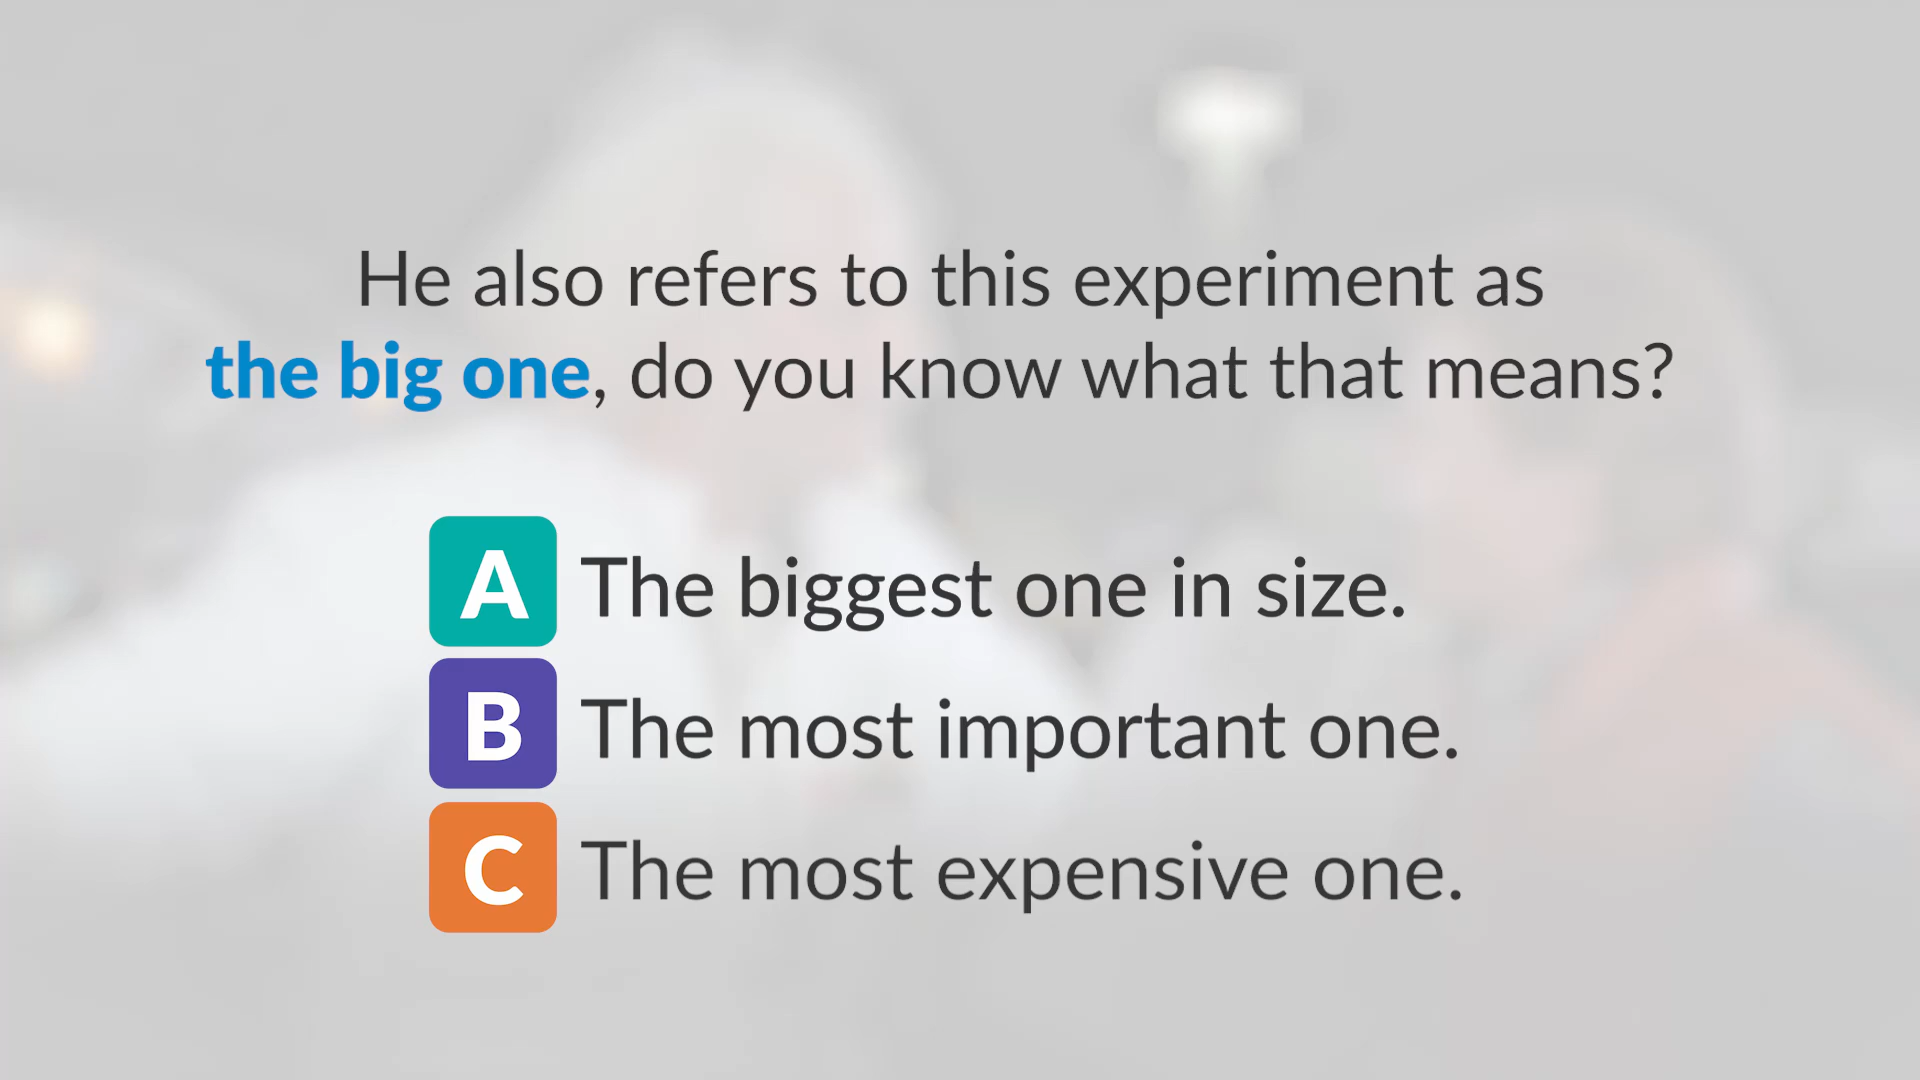 He also refers to this experiment as
the big one, do you know what that means?
A The biggest one in size.
B The most important one.
C The most expensive one.